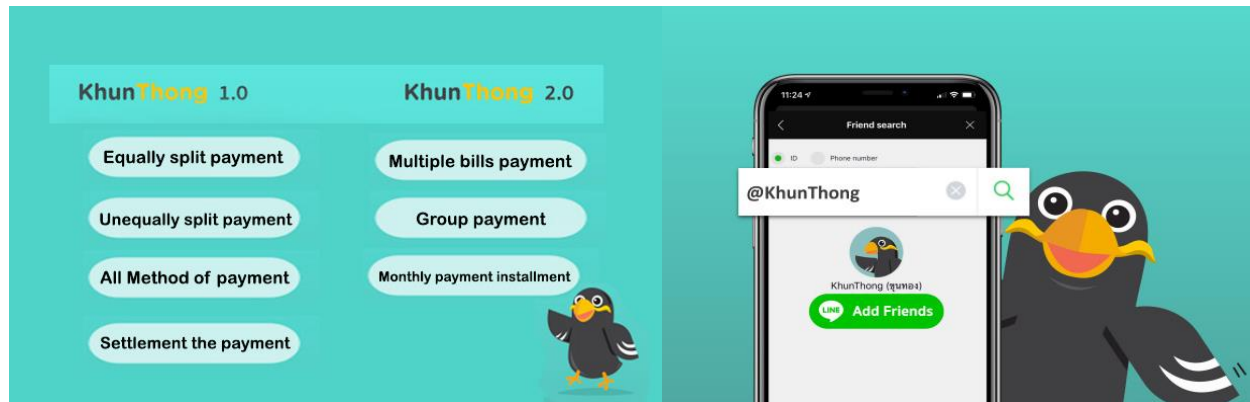 KhunThong 1.0
Equally split payment
Unequally split payment
All Method of payment
Settlement the payment
KhunThong 2.0
Multiple bills payment
Group payment
Monthly payment installment
11:24
Friend search
ID Phone number
@KhunThong
KhunThong (ขุนทอง)
LINE Add Friends